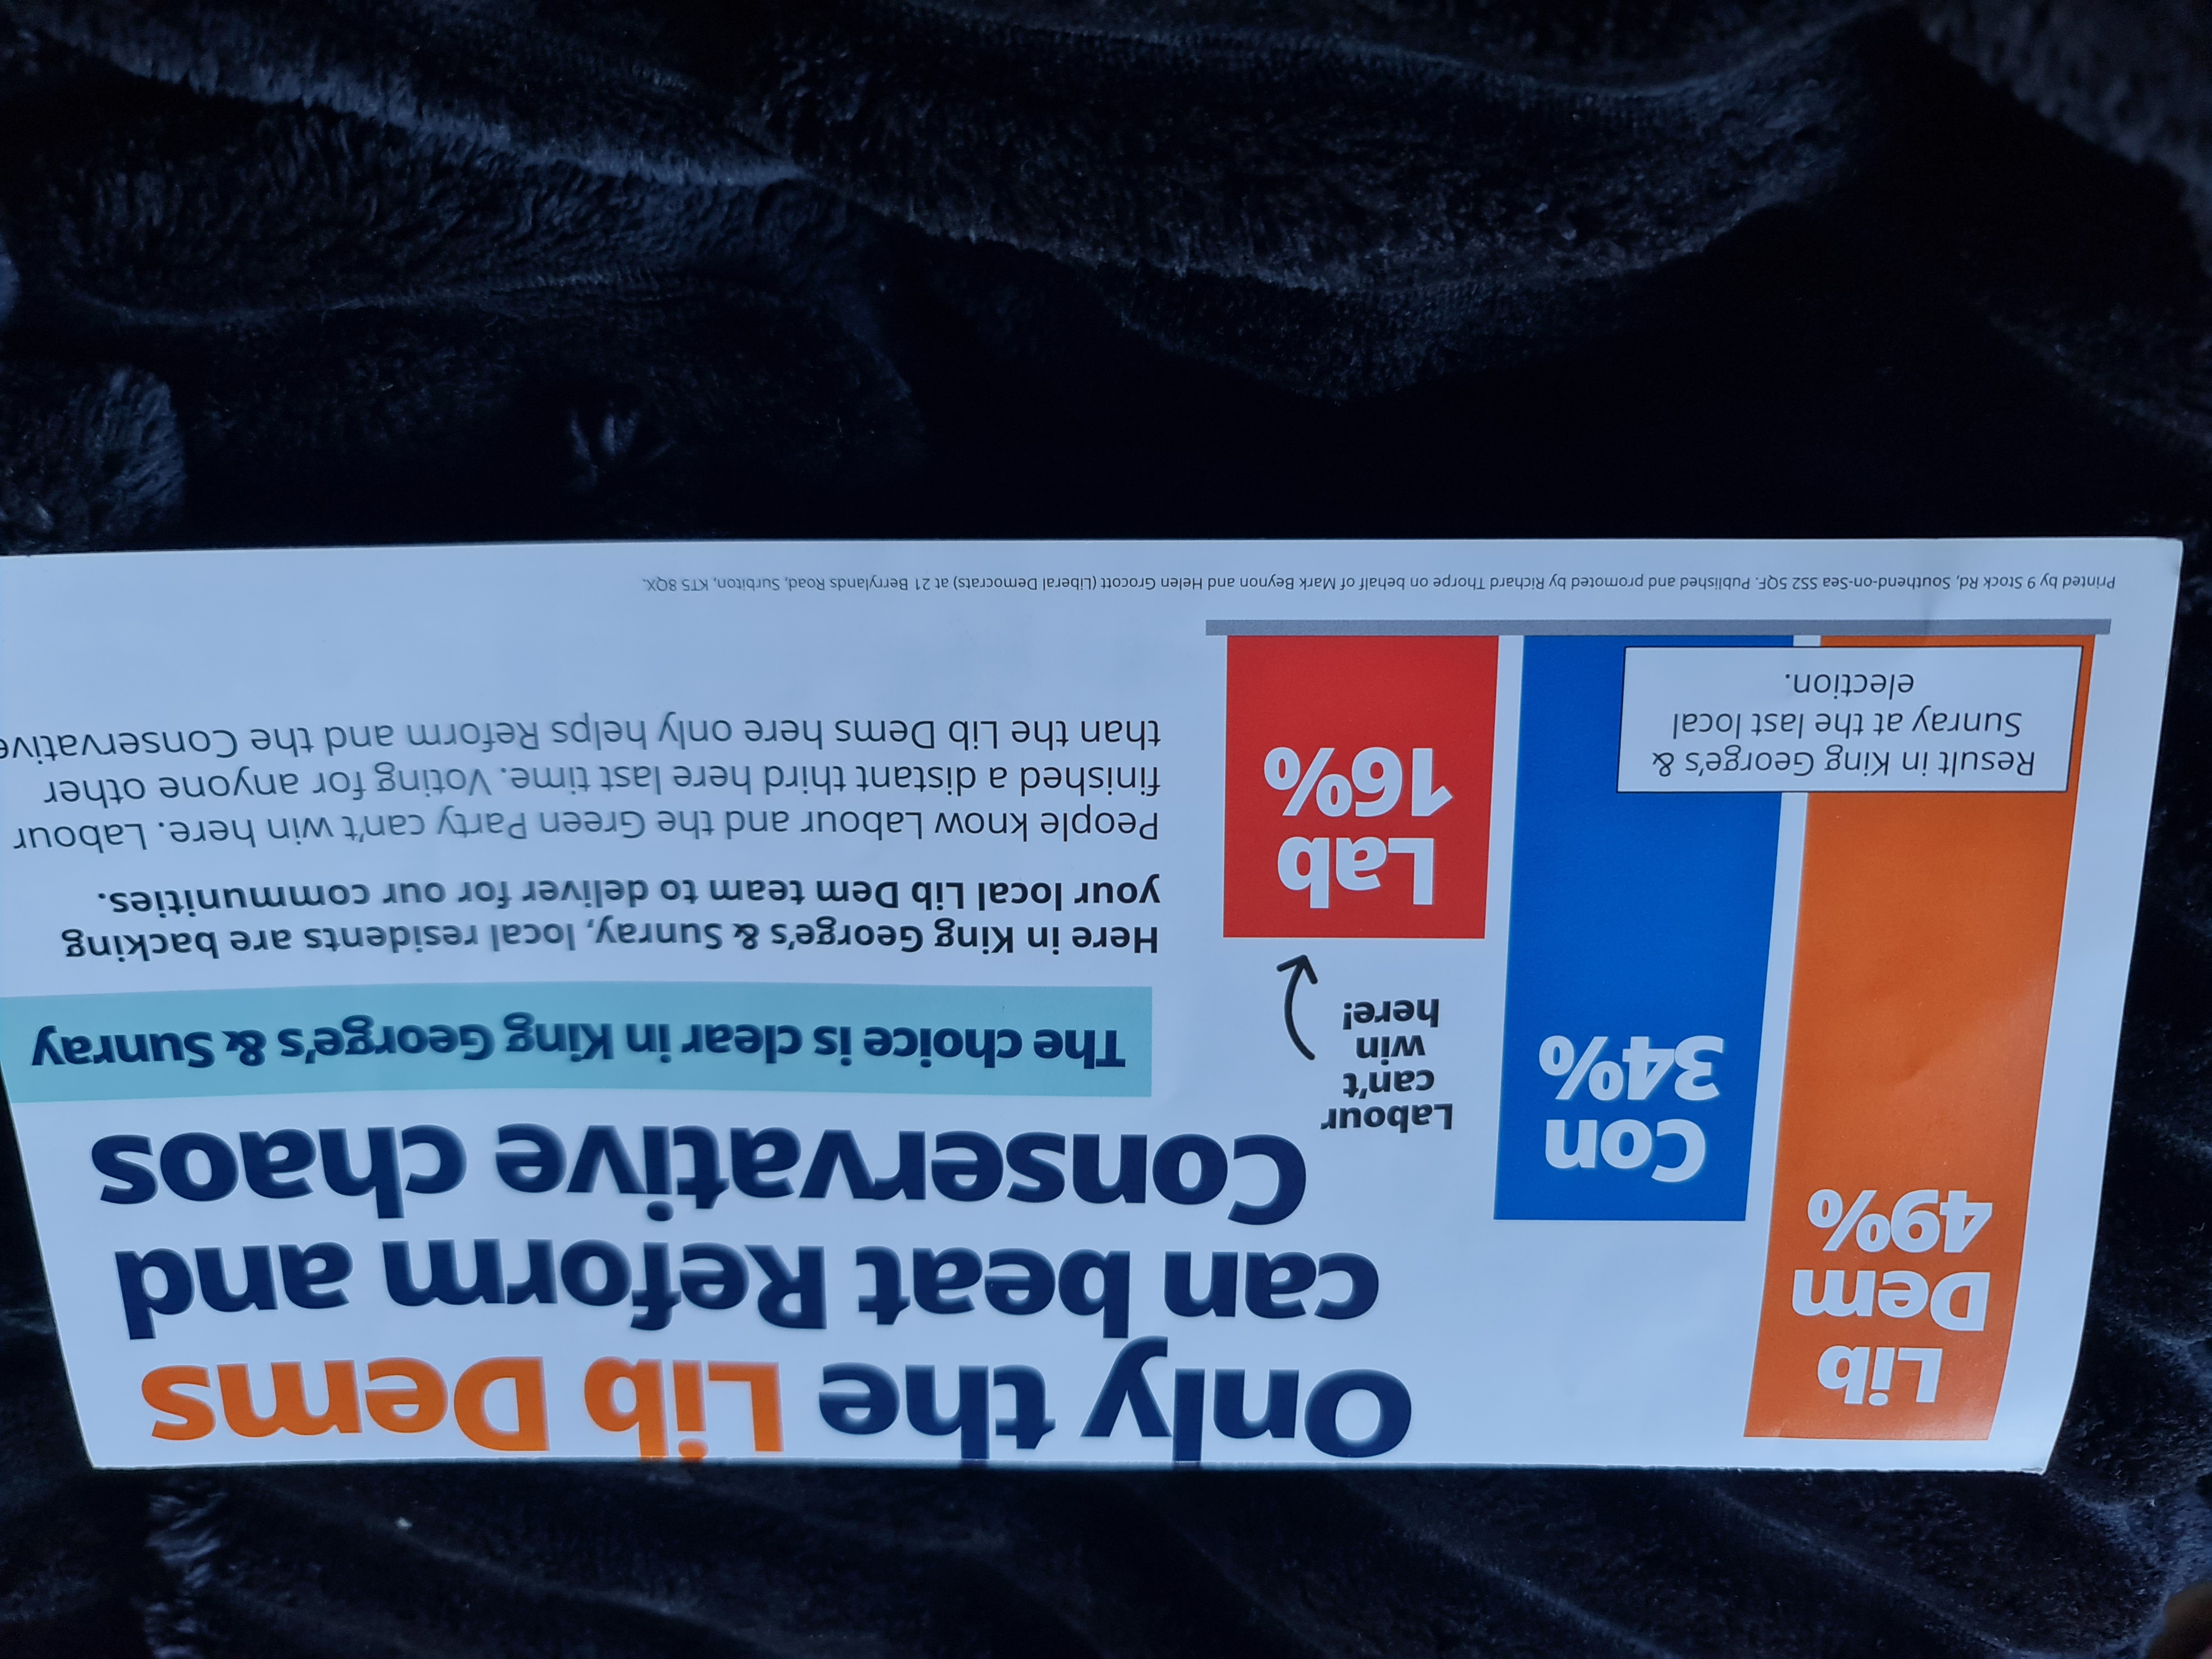 Only the Lib Dems
can beat Reform and
Conservative chaos
Lib
Dem
49%
Con
34%
Labour
can't
win
here!
Lab
16%
Result in King George's &
Sunray at the last local
election.
The choice is clear in King George's & Sunray
Here in King George's & Sunray, local residents are backing
your local Lib Dem team to deliver for our communities.
People know Labour and the Green Party can't win here. Labour
finished a distant third here last time. Voting for anyone other
than the Lib Dems here only helps Reform and the Conservative
Printed by 9 Stock Rd, Southend-on-Sea SS2 5QF. Published and promoted by Richard Thorpe on behalf of Mark Beynon and Helen Grocott (Liberal Democrats) at 21 Berrylands Road, Surbiton, KT5 8QX.